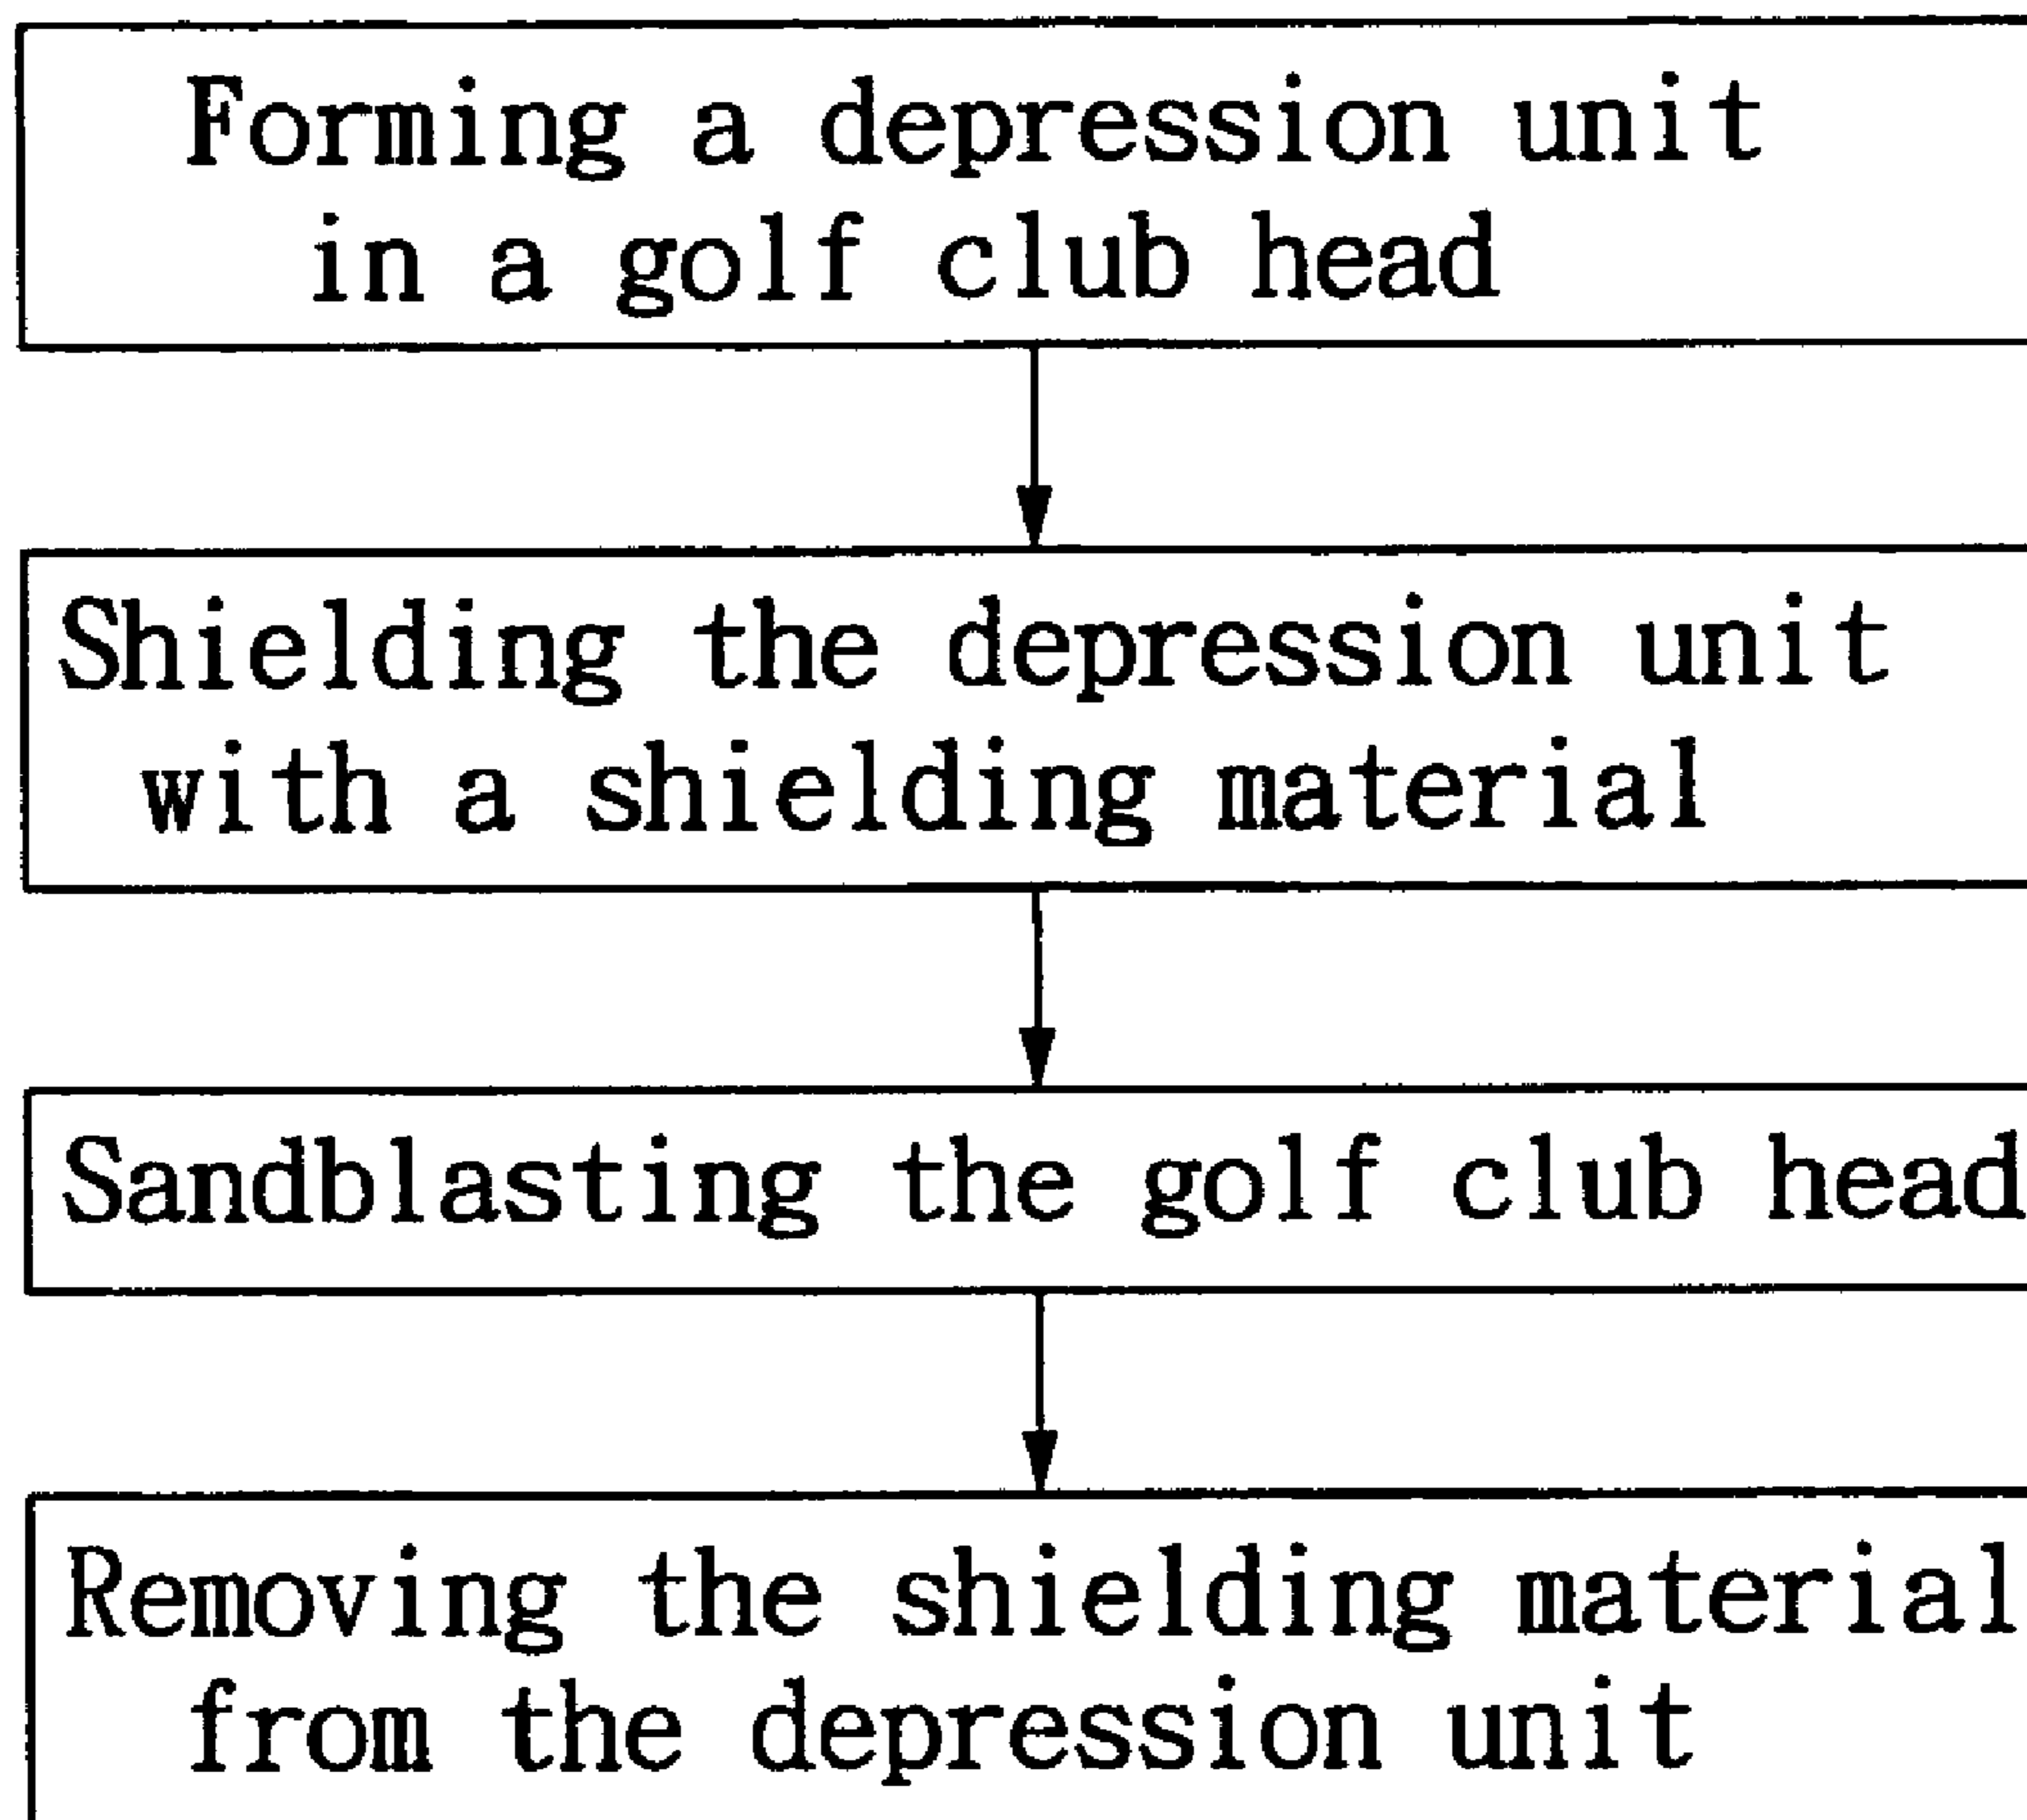 Forming a depression unit
in a golf club head
Shielding the depression unit
with a shielding material
Sandblasting the golf club head
Removing the shielding material
from the depression unit